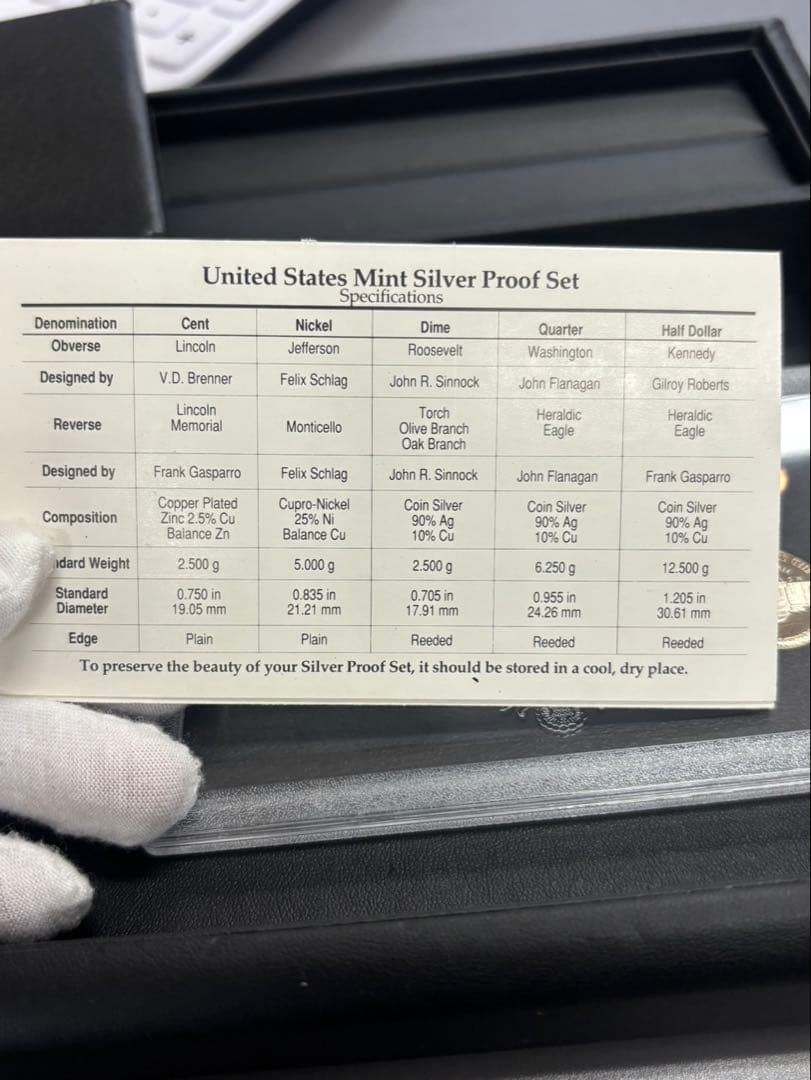 United States Mint Silver Proof Set
Specifications
Denomination Cent Nickel Dime Quarter Half Dollar
Obverse Lincoln Jefferson Roosevelt Washington Kennedy
Designed by V.D. Brenner Felix Schlag John R. Sinnock John Flanagan Gilroy Roberts
Reverse Lincoln Memorial Monticello Torch Olive Branch Oak Branch Heraldic Eagle Heraldic Eagle
Designed by Frank Gasparro Felix Schlag John R. Sinnock John Flanagan Frank Gasparro
Composition Copper Plated Zinc 2.5% Cu Balance Zn Cupro-Nickel 25% Ni Balance Cu Coin Silver 90% Ag 10% Cu Coin Silver 90% Ag 10% Cu Coin Silver 90% Ag 10% Cu
dard Weight 2.500 g 5.000 g 2.500 g 6.250 g 12.500 g
Standard Diameter 0.750 in 19.05 mm 0.835 in 21.21 mm 0.705 in 17.91 mm 0.955 in 24.26 mm 1.205 in 30.61 mm
Edge Plain Plain Reeded Reeded Reeded
To preserve the beauty of your Silver Proof Set, it should be stored in a cool, dry place.